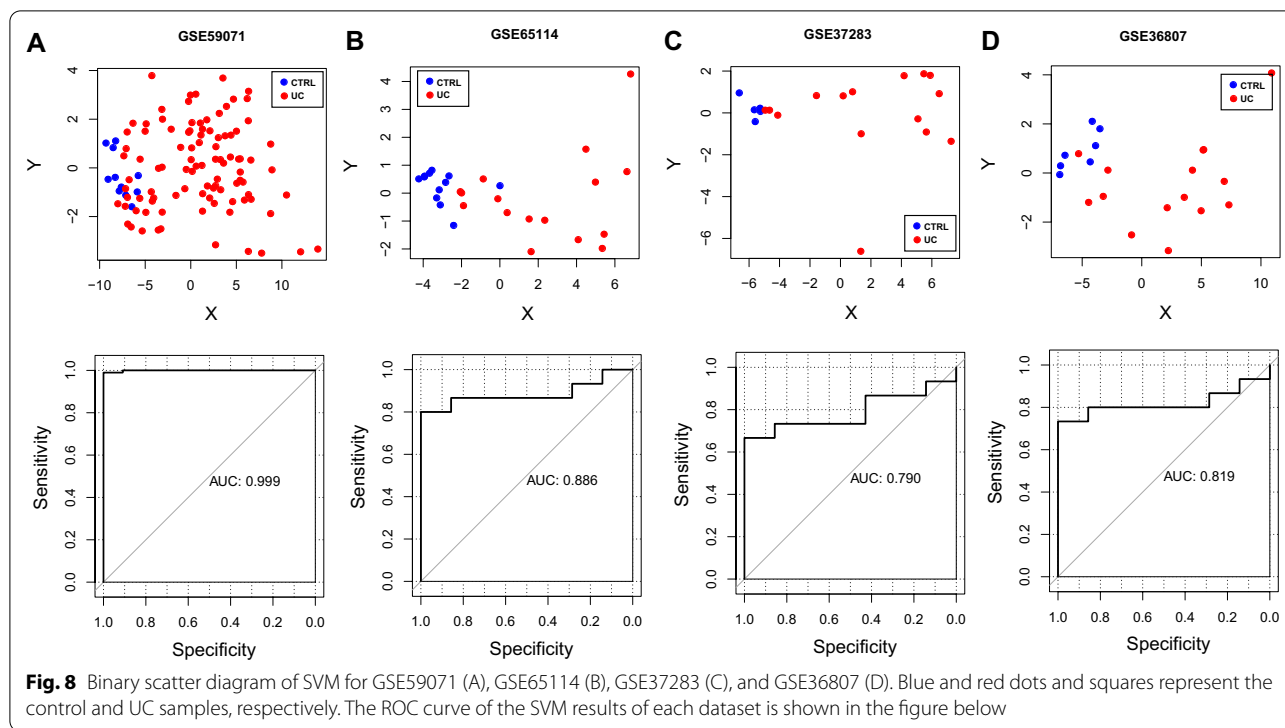 A
GSE59071
CTRL
UC
4
2
0
−2
Y
−10
−5
0
5
10
X
B
GSE65114
CTRL
UC
4
3
2
1
0
−1
−2
Y
−4
−2
0
2
4
6
X
C
GSE37283
CTRL
UC
2
0
−2
−4
−6
Y
−6
−4
−2
0
2
4
6
X
D
GSE36807
CTRL
UC
4
2
0
−2
Y
−5
0
5
10
X
1.0
0.8
0.6
0.4
0.2
0.0
Sensitivity
AUC: 0.999
1.0
0.8
0.6
0.4
0.2
0.0
Specificity
1.0
0.8
0.6
0.4
0.2
0.0
Sensitivity
AUC: 0.886
1.0
0.8
0.6
0.4
0.2
0.0
Specificity
1.0
0.8
0.6
0.4
0.2
0.0
Sensitivity
AUC: 0.790
1.0
0.8
0.6
0.4
0.2
0.0
Specificity
1.0
0.8
0.6
0.4
0.2
0.0
Sensitivity
AUC: 0.819
1.0
0.8
0.6
0.4
0.2
0.0
Specificity
Fig. 8 Binary scatter diagram of SVM for GSE59071 (A), GSE65114 (B), GSE37283 (C), and GSE36807 (D). Blue and red dots and squares represent the
control and UC samples, respectively. The ROC curve of the SVM results of each dataset is shown in the figure below